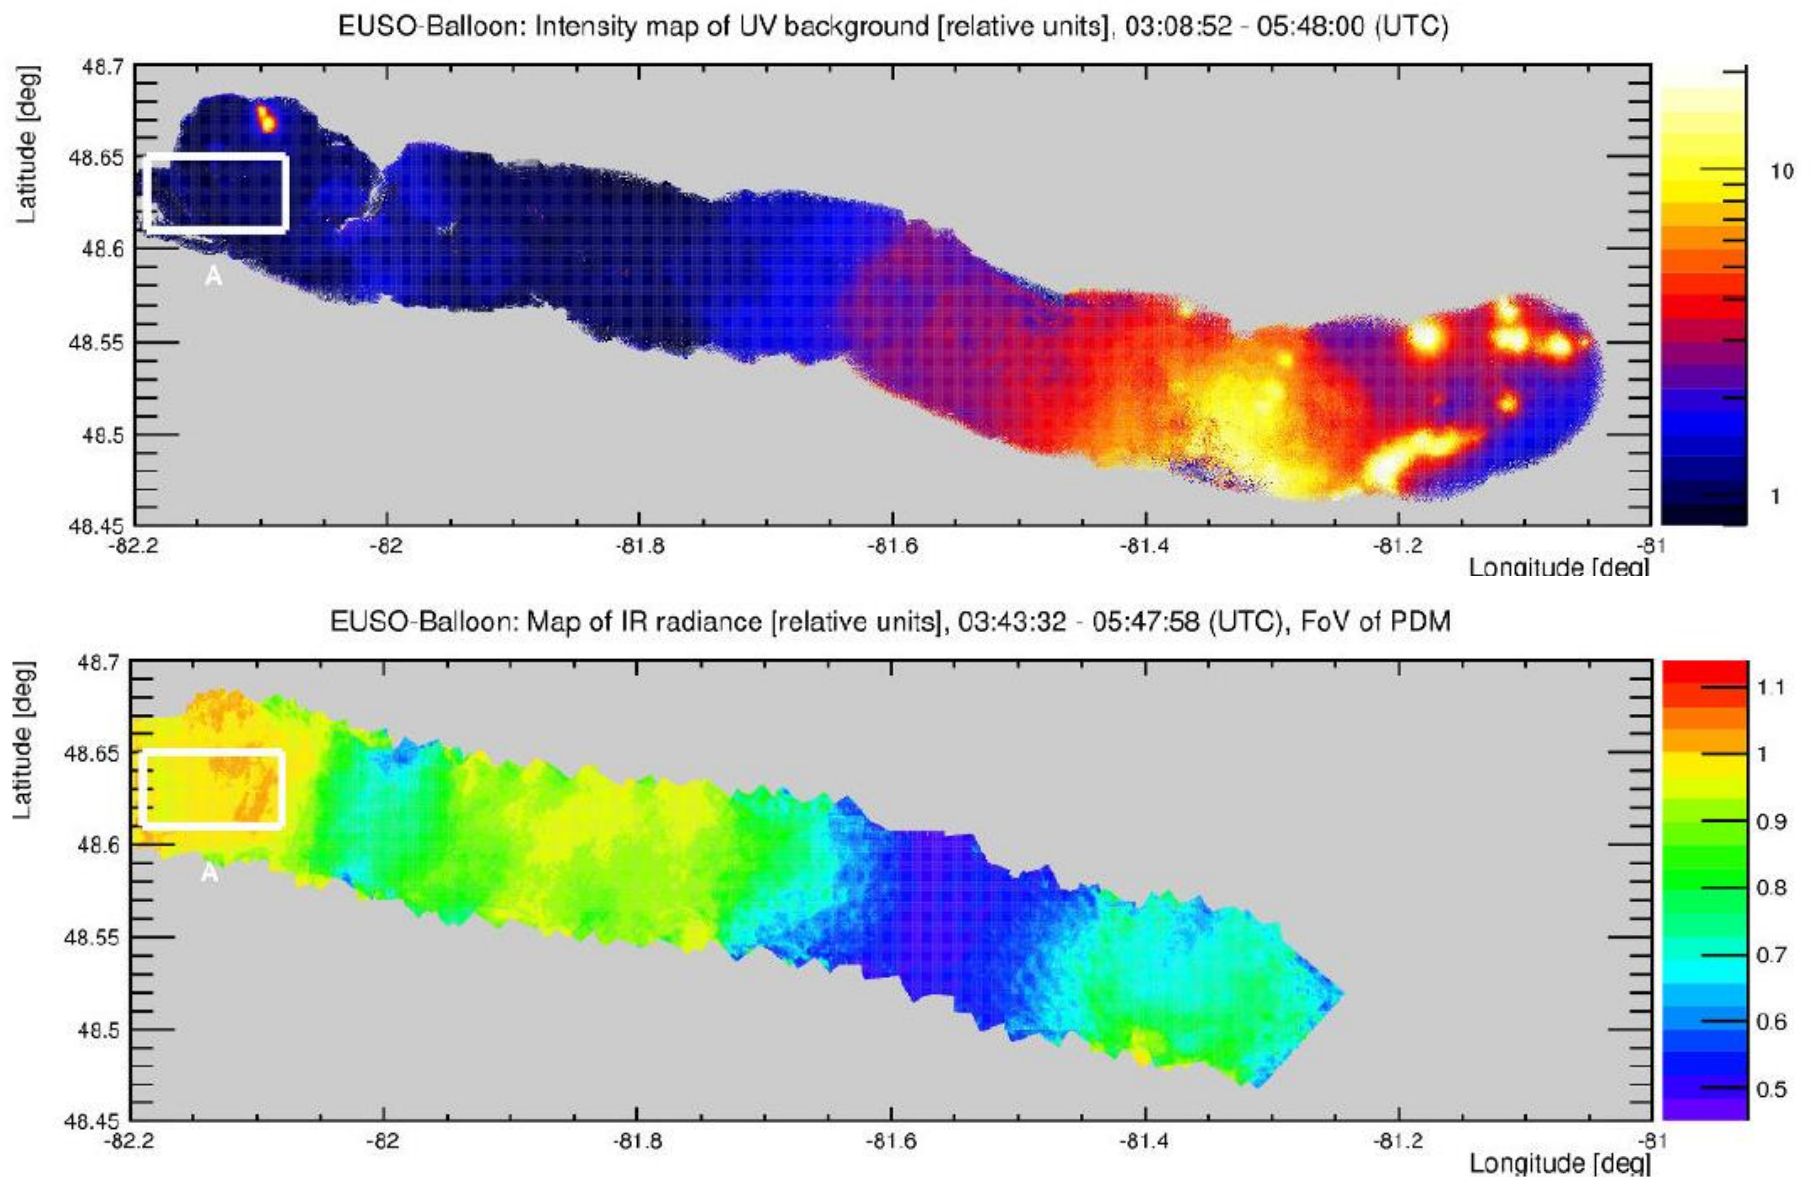 EUSO-Balloon: Intensity map of UV background [relative units], 03:08:52 - 05:48:00 (UTC)
Latitude [deg]
48.7
48.65
48.6
48.55
48.5
48.45
A
10
1
-82.2 -82 -81.8 -81.6 -81.4 -81.2 -81
Longitude [deg]
EUSO-Balloon: Map of IR radiance [relative units], 03:43:32 - 05:47:58 (UTC), FoV of PDM
Latitude [deg]
48.7
48.65
48.6
48.55
48.5
48.45
A
1.1
1
0.9
0.8
0.7
0.6
0.5
-82.2 -82 -81.8 -81.6 -81.4 -81.2 -81
Longitude [deg]